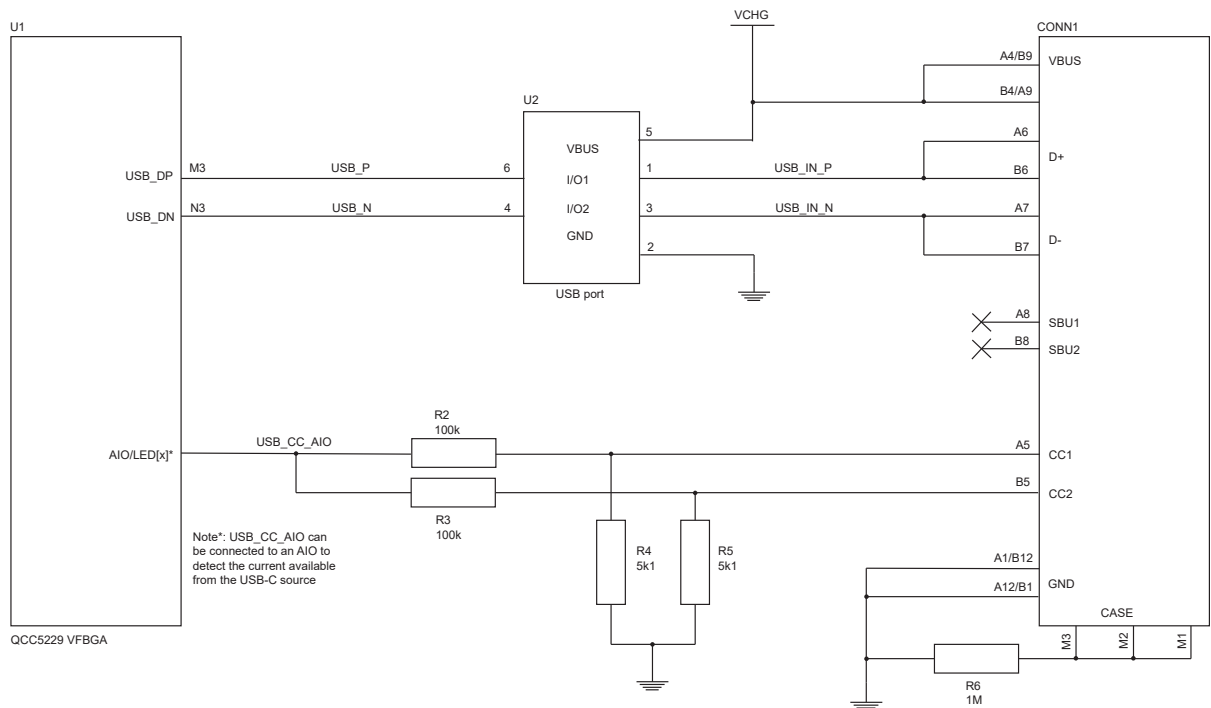 VCHG
U1
CONN1
A4/B9
VBUS
B4/A9
U2
5
VBUS
A6
D+
USB_DP
M3
USB_P
6
I/O1
1
USB_IN_P
B6
USB_DN
N3
USB_N
4
I/O2
3
USB_IN_N
A7
GND
2
D-
B7
USB port
A8
SBU1
B8
SBU2
R2
100k
AIO/LED[x]*
USB_CC_AIO
A5
CC1
B5
CC2
R3
100k
Note*: USB_CC_AIO can
be connected to an AIO to
detect the current available
from the USB-C source
R4
5k1
R5
5k1
A1/B12
A12/B1
GND
CASE
QCC5229 VFBGA
M3
M2
M1
R6
1M